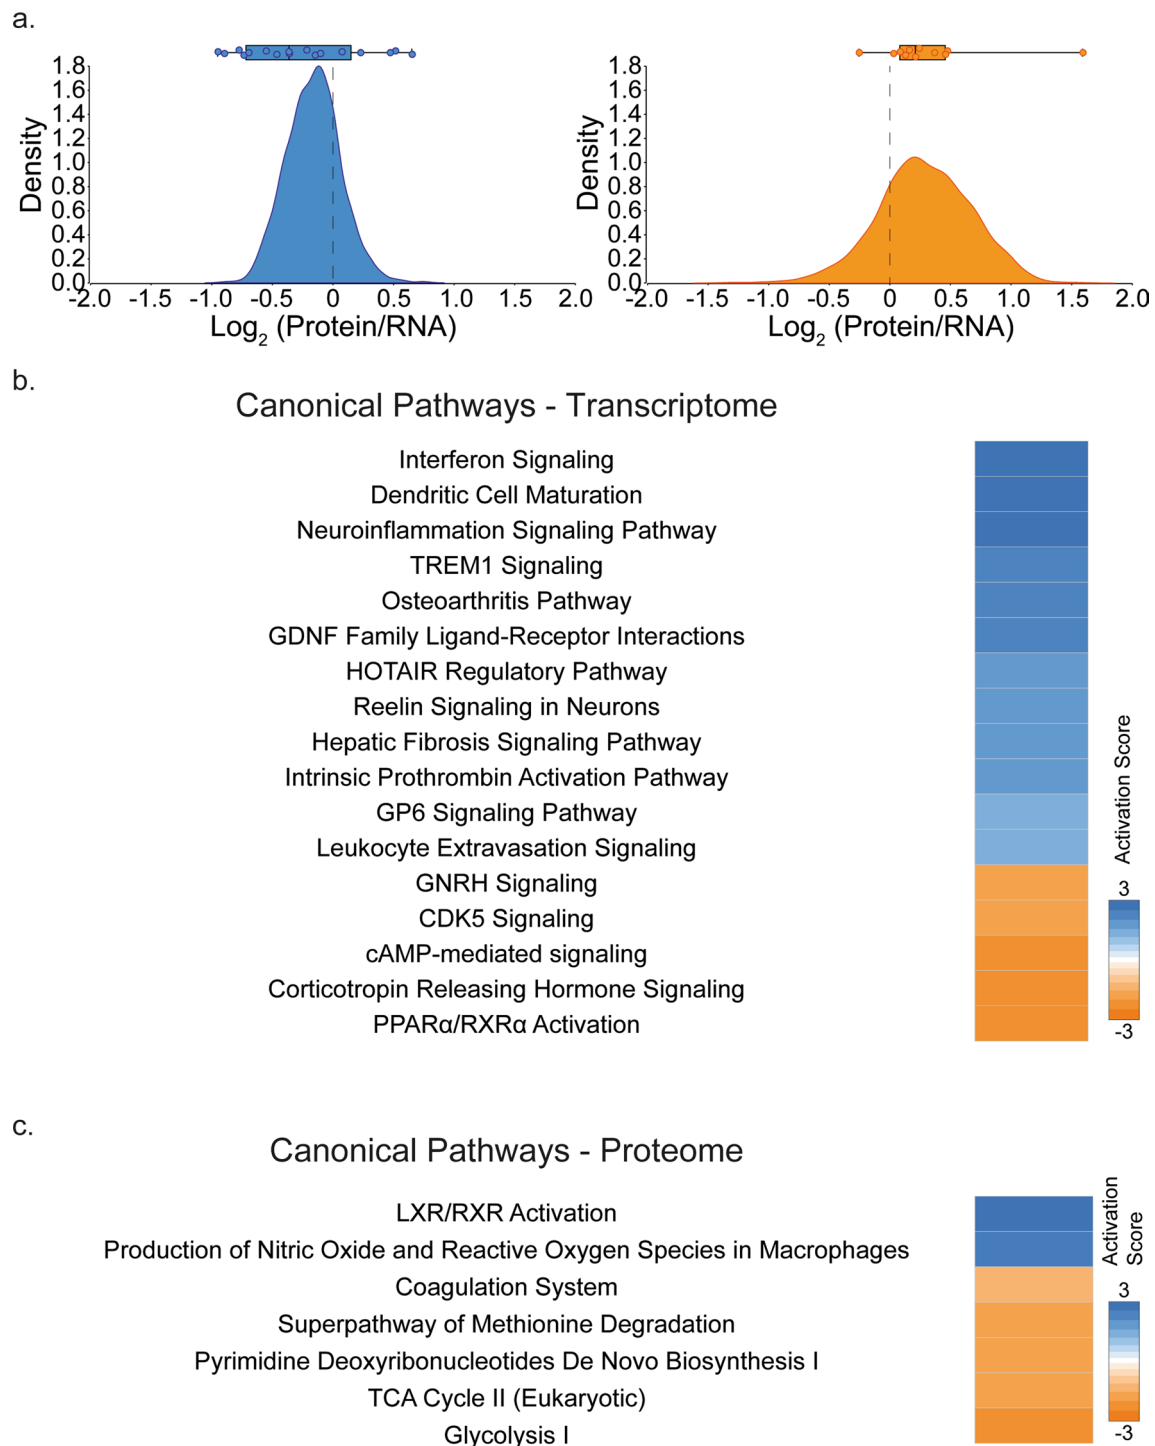 a.
1.8
1.6
1.4
1.2
1.0
0.8
0.6
0.4
0.2
0.0
Density
-2.0 -1.5 -1.0 -0.5 0 0.5 1.0 1.5 2.0
Log2 (Protein/RNA)
1.8
1.6
1.4
1.2
1.0
0.8
0.6
0.4
0.2
0.0
Density
-2.0 -1.5 -1.0 -0.5 0 0.5 1.0 1.5 2.0
Log2 (Protein/RNA)
b.
Canonical Pathways - Transcriptome
Interferon Signaling
Dendritic Cell Maturation
Neuroinflammation Signaling Pathway
TREM1 Signaling
Osteoarthritis Pathway
GDNF Family Ligand-Receptor Interactions
HOTAIR Regulatory Pathway
Reelin Signaling in Neurons
Hepatic Fibrosis Signaling Pathway
Intrinsic Prothrombin Activation Pathway
GP6 Signaling Pathway
Leukocyte Extravasation Signaling
GNRH Signaling
CDK5 Signaling
cAMP-mediated signaling
Corticotropin Releasing Hormone Signaling
PPARα/RXRα Activation
Activation Score
3
-3
c.
Canonical Pathways - Proteome
LXR/RXR Activation
Production of Nitric Oxide and Reactive Oxygen Species in Macrophages
Coagulation System
Superpathway of Methionine Degradation
Pyrimidine Deoxyribonucleotides De Novo Biosynthesis I
TCA Cycle II (Eukaryotic)
Glycolysis I
Activation
Score
3
-3